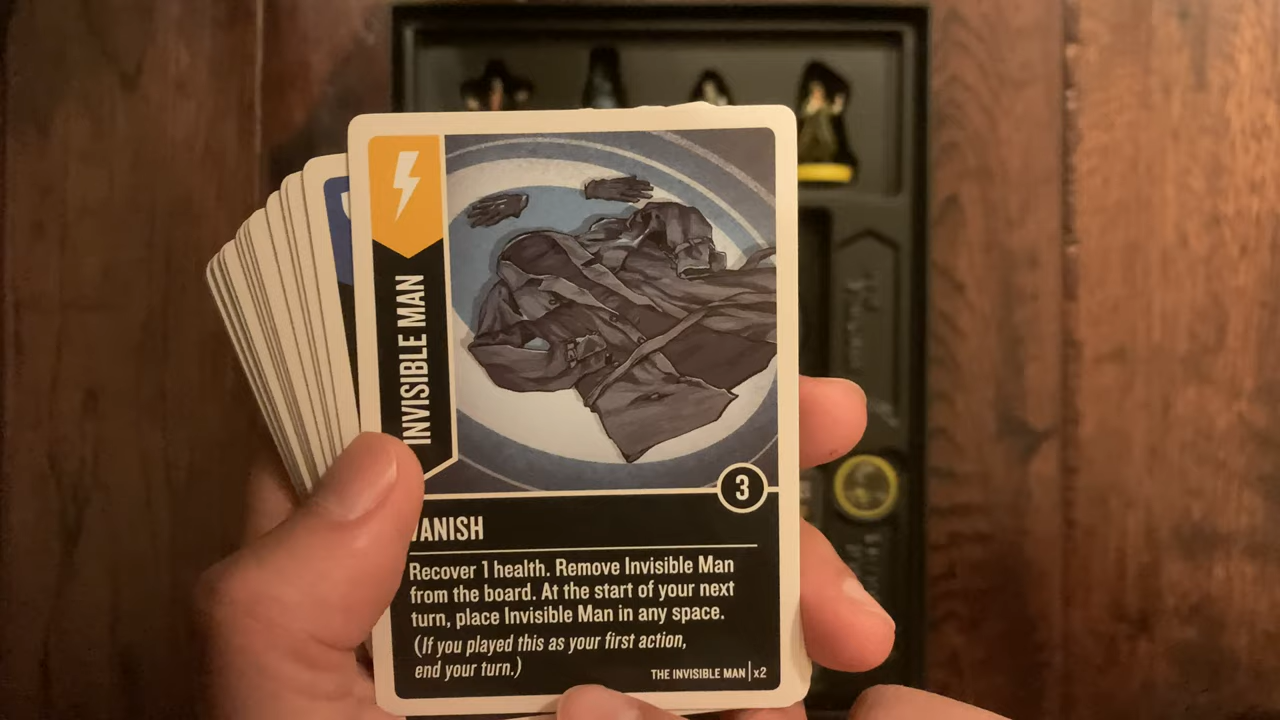 INVISIBLE MAN
3
VANISH
Recover 1 health. Remove Invisible Man
from the board. At the start of your next
turn, place Invisible Man in any space.
(If you played this as your first action,
end your turn.)
THE INVISIBLE MAN | x2